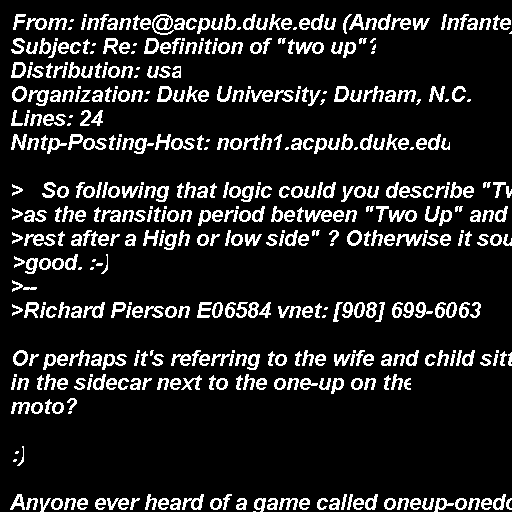 From: infante@acpub.duke.edu (Andrew  Infante)
Subject: Re: Definition of "two up"?
Distribution: usa
Organization: Duke University; Durham, N.C.
Lines: 24
Nntp-Posting-Host: north1.acpub.duke.edu
>   So following that logic could you describe "Tw
>as the transition period between "Two Up" and
>rest after a High or low side" ? Otherwise it sou
>good. :-)
>--
>Richard Pierson E06584 vnet: [908] 699-6063
Or perhaps it's referring to the wife and child sitt
in the sidecar next to the one-up on the
moto?
:)
Anyone ever heard of a game called oneup-onedo